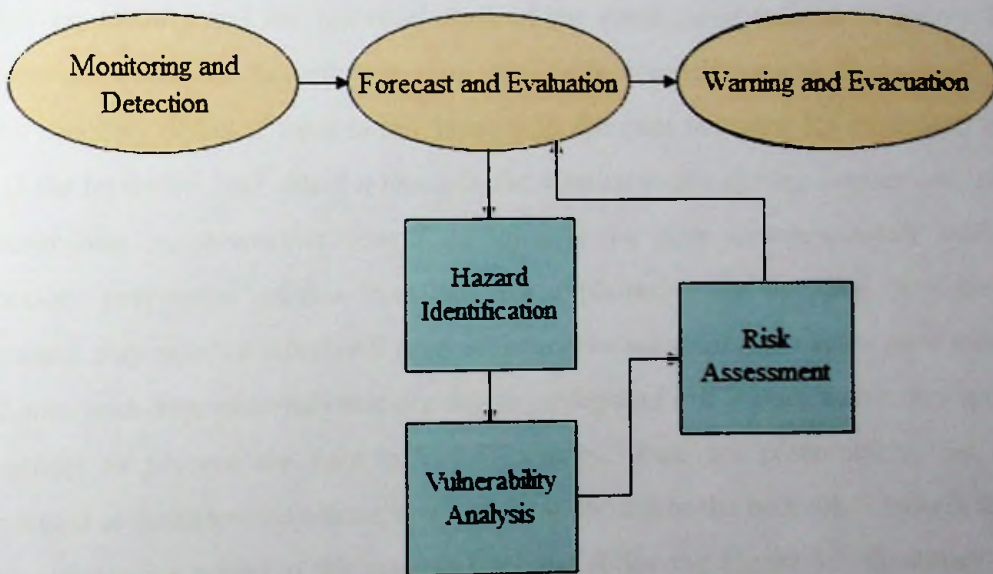 Monitoring and
Detection
Forecast and Evaluation
Warning and Evacuation
Hazard
Identification
Risk
Assessment
Vulnerability
Analysis